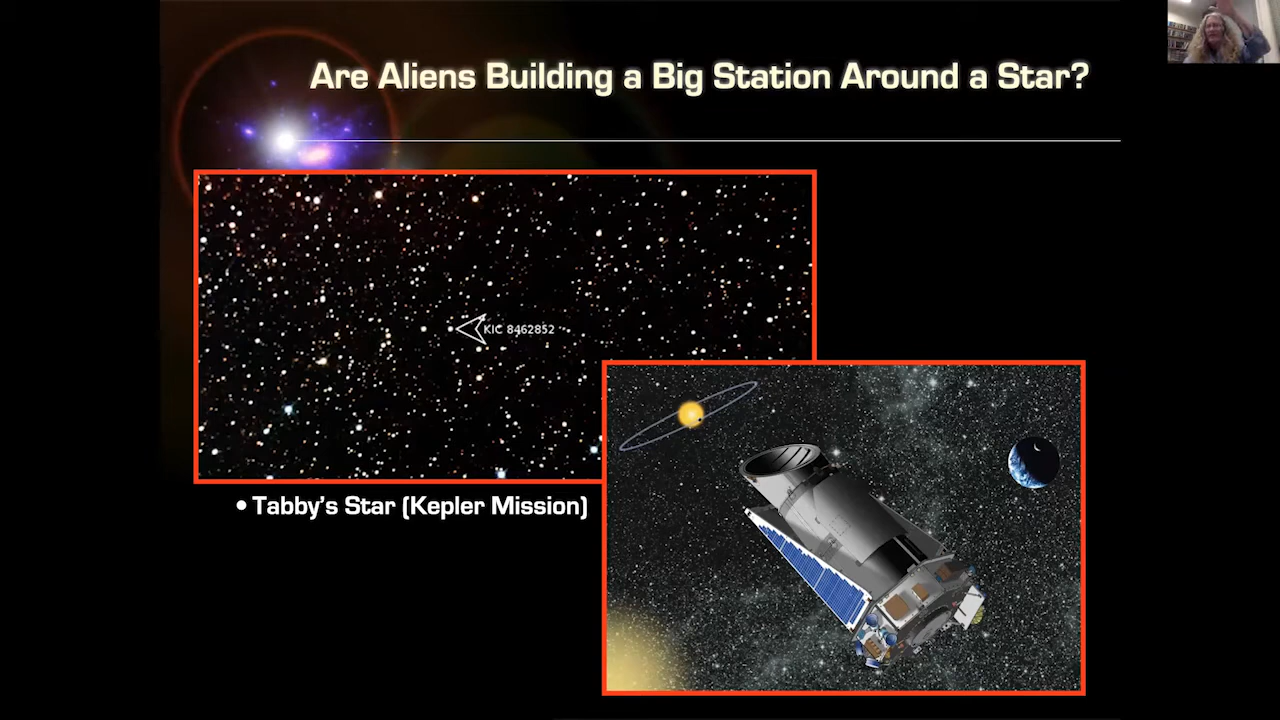 Are Aliens Building a Big Station Around a Star?
KIC 8462852
• Tabby's Star (Kepler Mission)